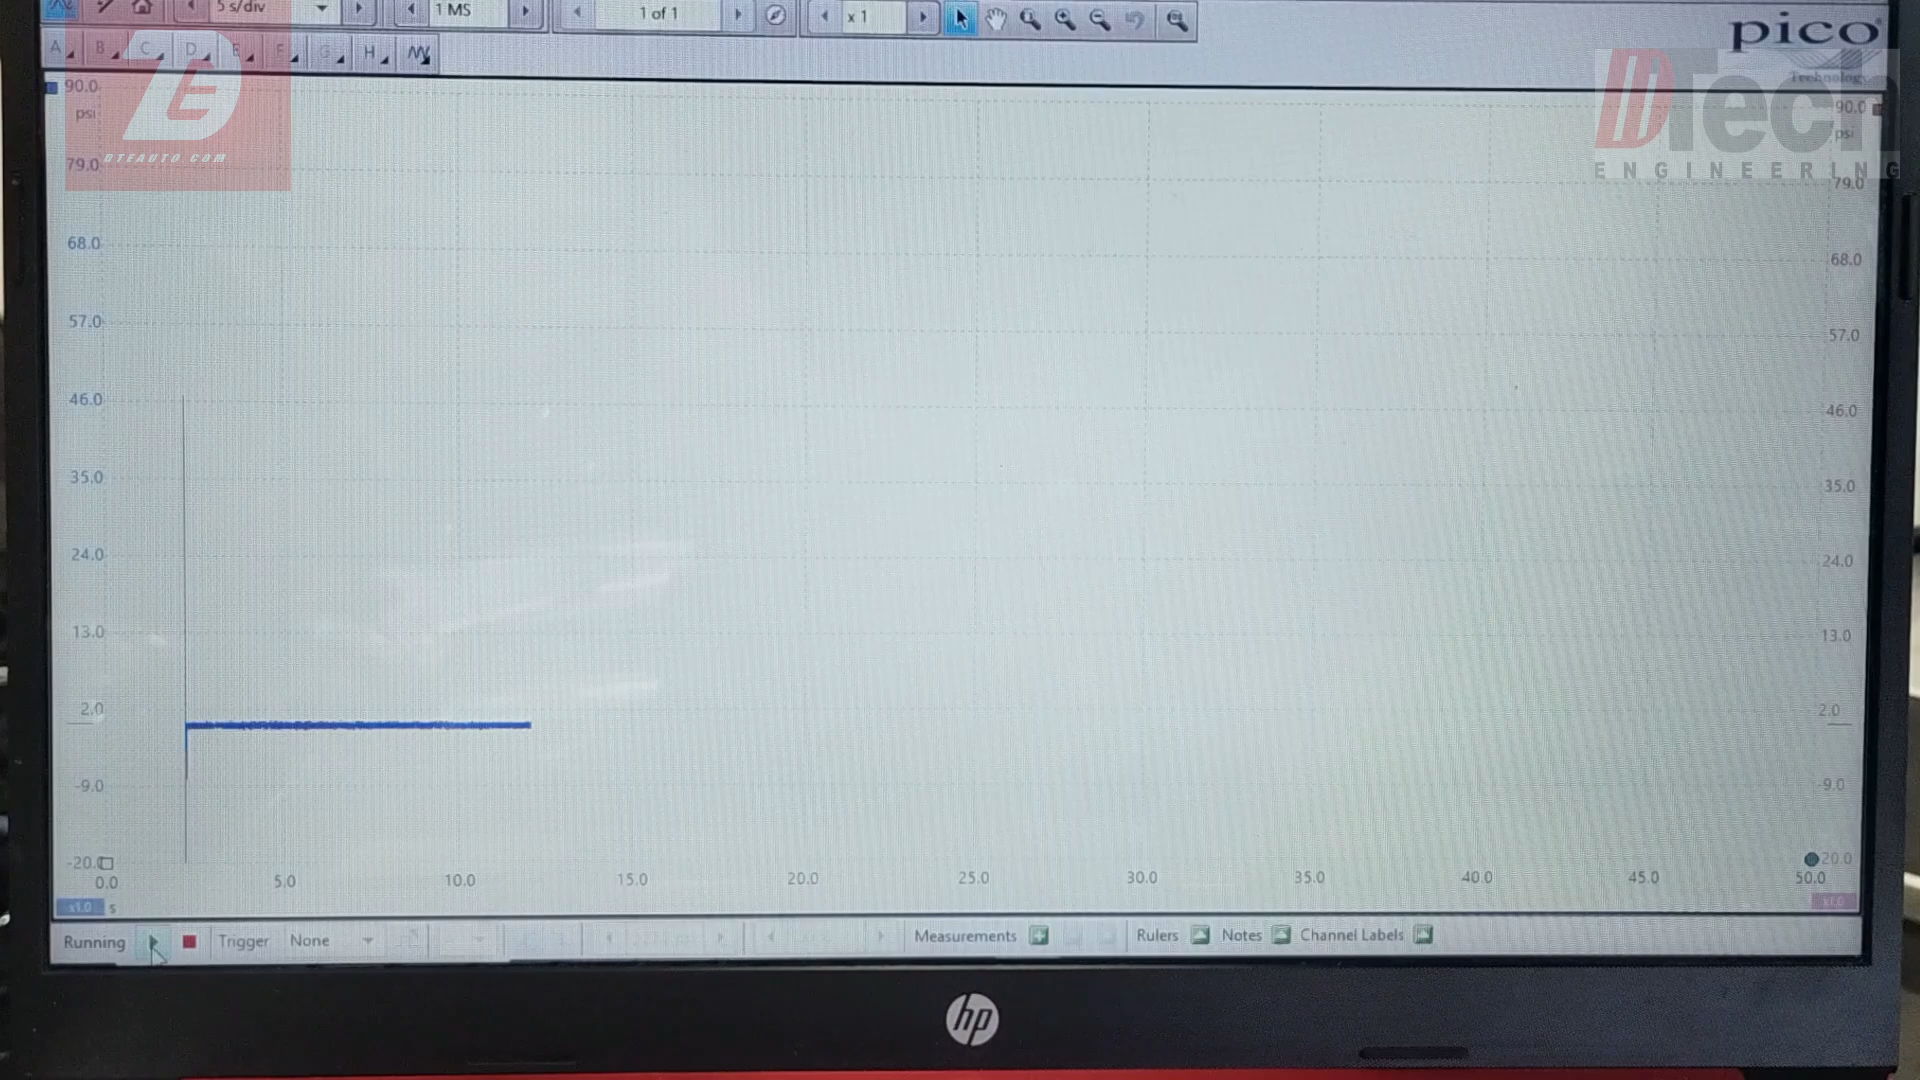 5 s/div 1 MS 1 of 1 x 1
pico
Technology
A B C D E F G H
DTEAUTO.COM
DTech
ENGINEERING
90.0 90.0
psi psi
79.0 79.0
68.0 68.0
57.0 57.0
46.0 46.0
35.0 35.0
24.0 24.0
13.0 13.0
2.0 2.0
-9.0 -9.0
-20.0 20.0
0.0 5.0 10.0 15.0 20.0 25.0 30.0 35.0 40.0 45.0 50.0
x1.0 s x1.0
Running Trigger None Measurements Rulers Notes Channel Labels
hp